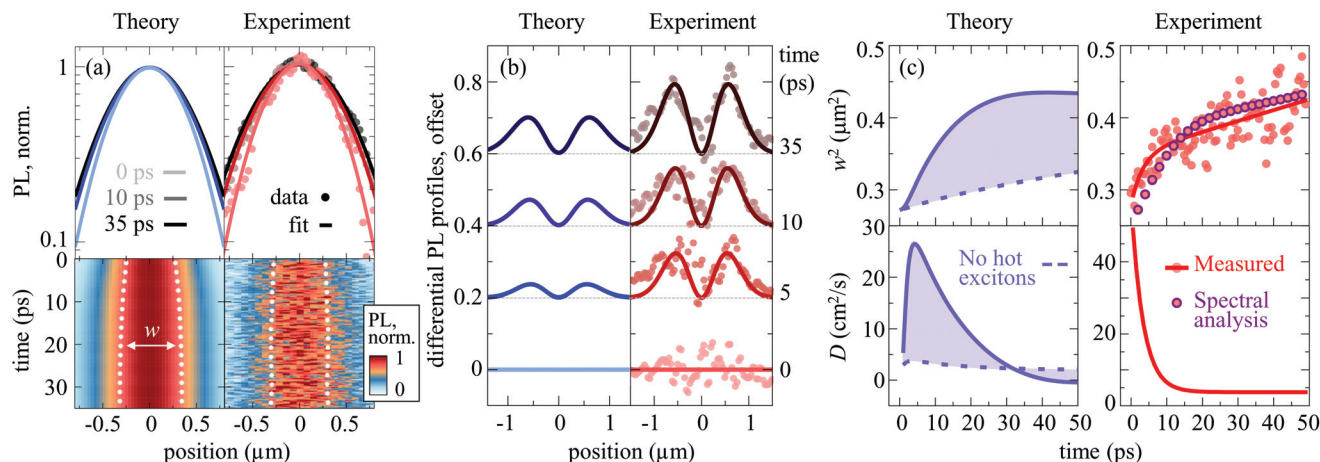 Theory Experiment
(a)
PL, norm.
1
0.1
0 ps
10 ps
35 ps
data
fit
time (ps)
0
10
20
30
w
PL,
norm.
1
0
-0.5 0 0.5 -0.5 0 0.5
position (µm)
Theory Experiment
(b)
time
(ps)
differential PL profiles, offset
0.8
0.6
0.4
0.2
0
35
10
5
0
-1 0 1 -1 0 1
position (µm)
Theory Experiment
(c)
w² (µm²)
0.5
0.4
0.3
0.5
0.4
0.3
D (cm²/s)
30
20
10
0
40
20
0
No hot
excitons
Measured
Spectral
analysis
0 10 20 30 40 50 0 10 20 30 40 50
time (ps)